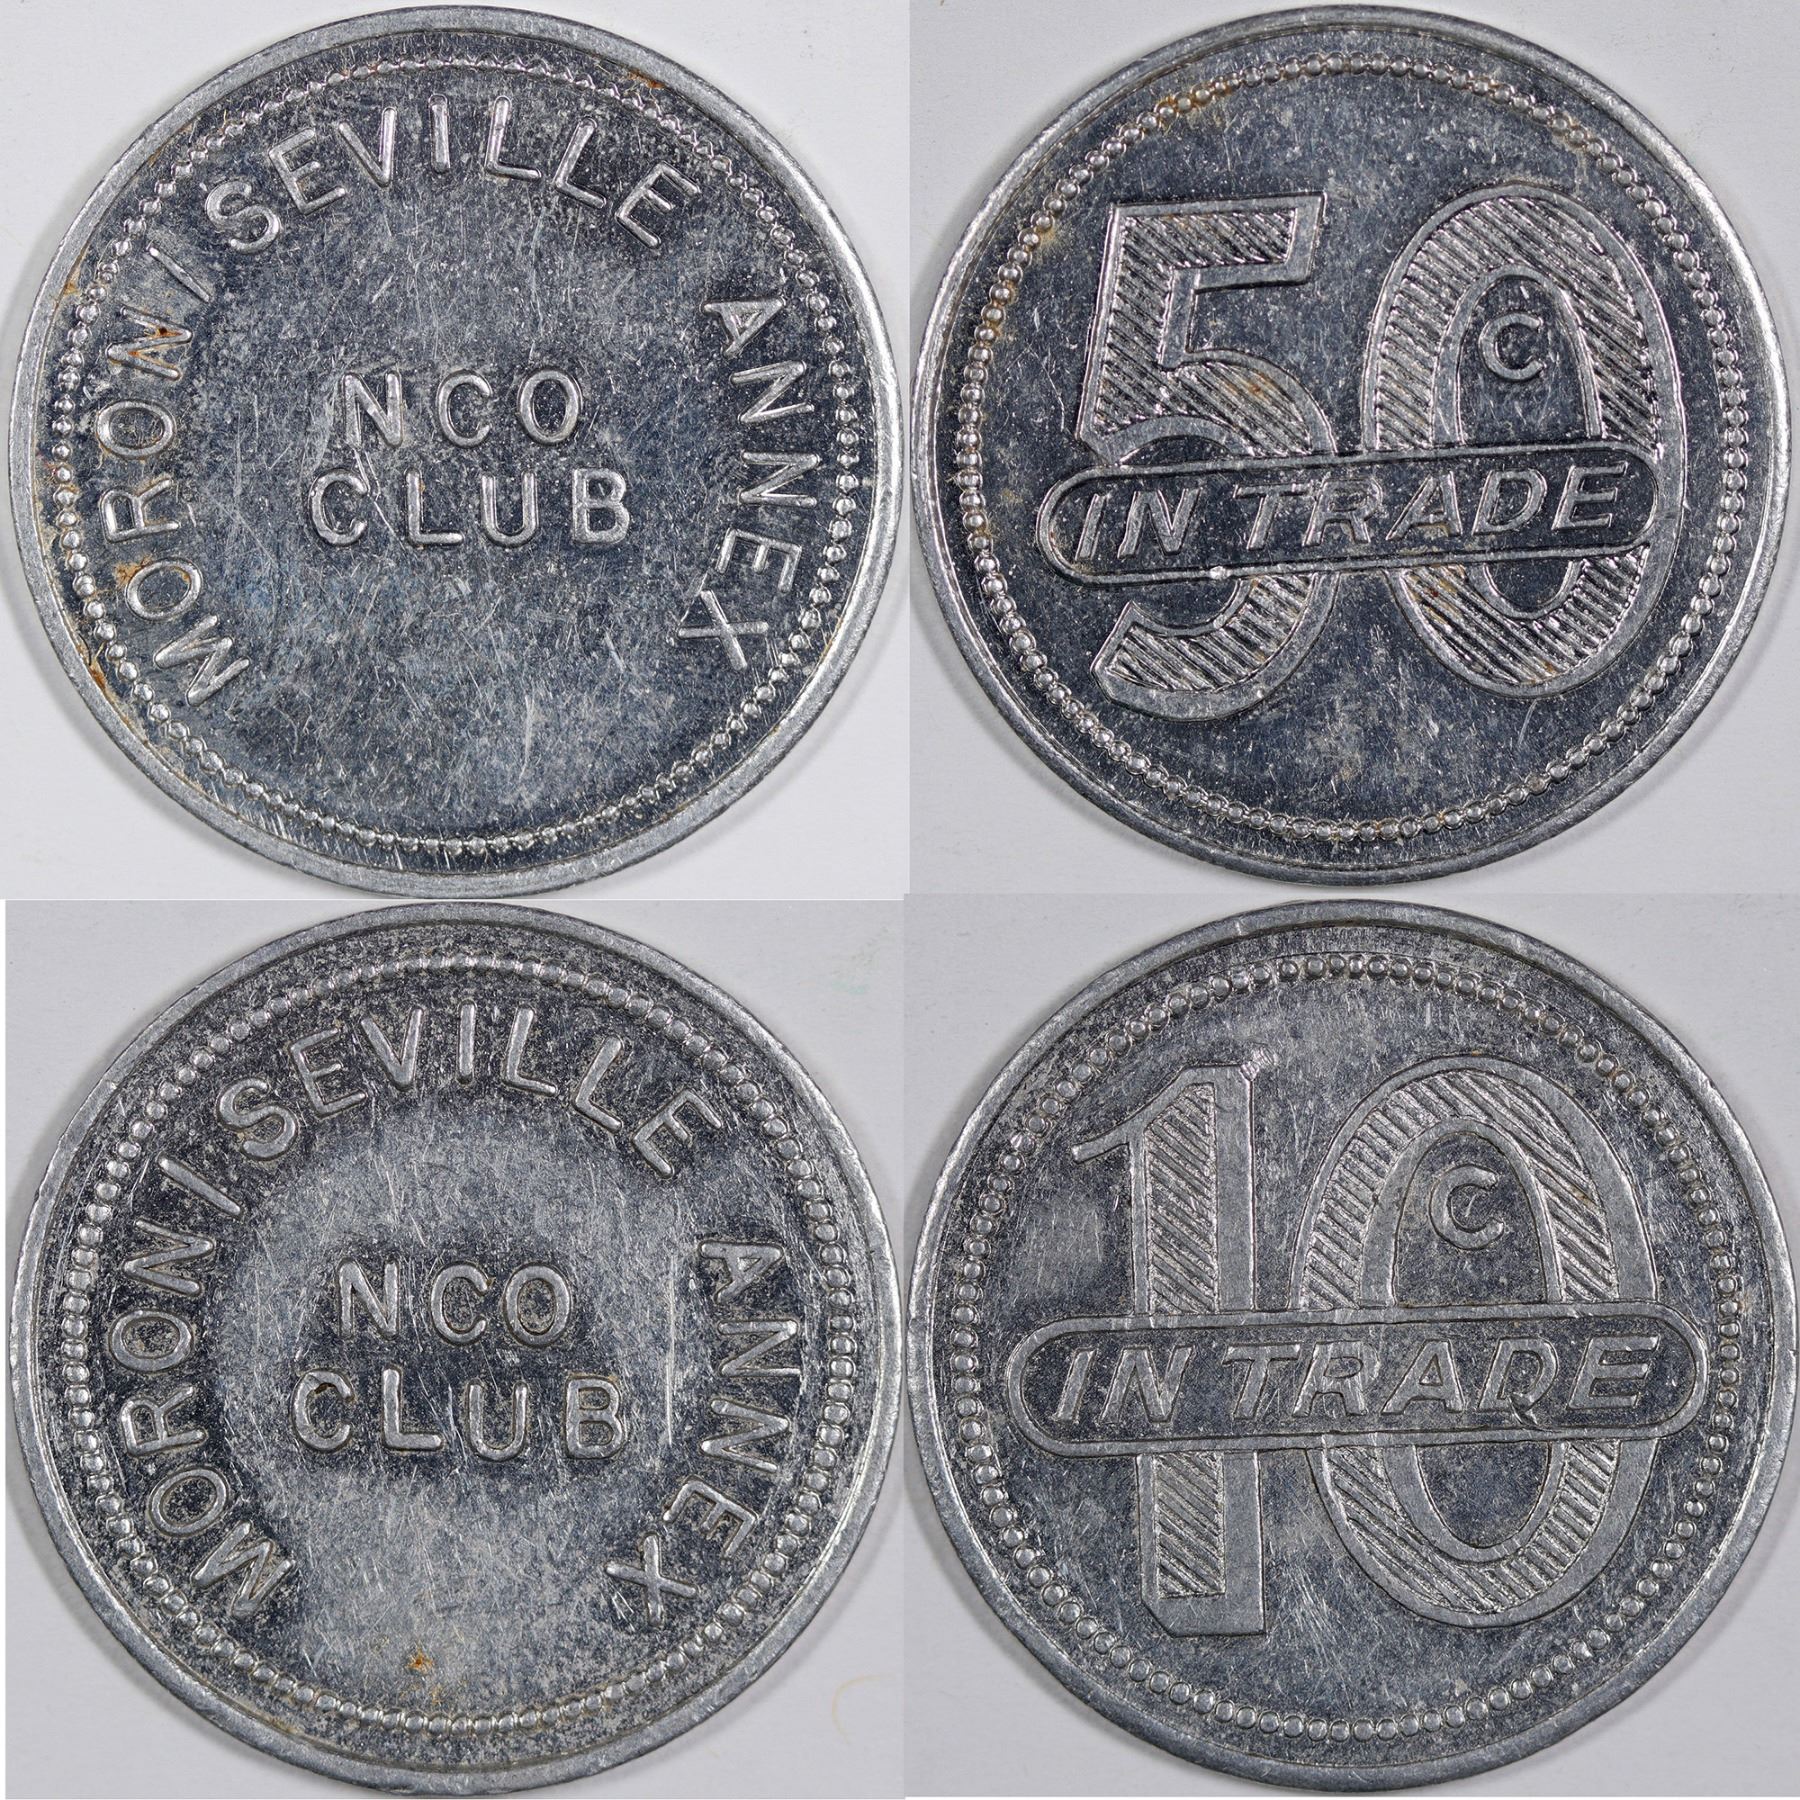 MORON/SEVILLE ANNEX
NCO
CLUB
50
C
IN TRADE
MORON/SEVILLE ANNEX
NCO
CLUB
10
C
IN TRADE